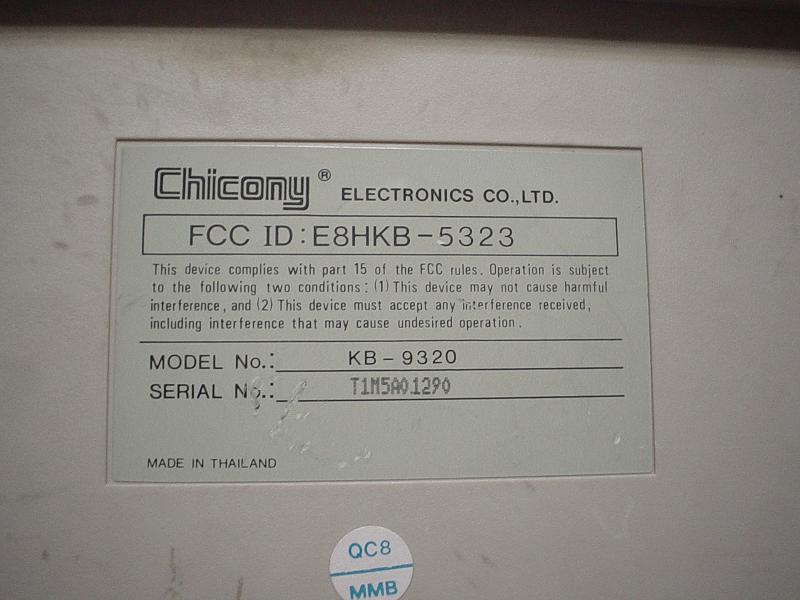 Chicony® ELECTRONICS CO.,LTD.
FCC ID : E8HKB-5323
This device complies with part 15 of the FCC rules. Operation is subject
to the following two conditions : (1) This device may not cause harmful
interference, and (2) This device must accept any interference received,
including interference that may cause undesired operation.
MODEL No.: KB-9320
SERIAL No.: T1M5A01290
MADE IN THAILAND
QC8
MMB